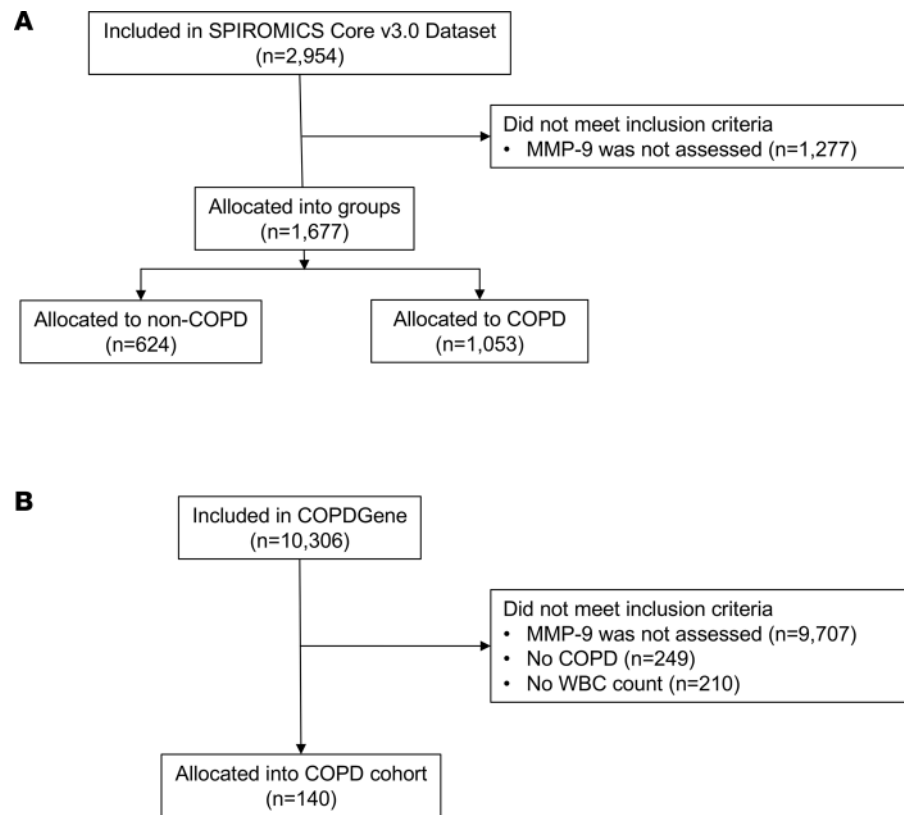 A
Included in SPIROMICS Core v3.0 Dataset
(n=2,954)
Did not meet inclusion criteria
• MMP-9 was not assessed (n=1,277)
Allocated into groups
(n=1,677)
Allocated to non-COPD
(n=624)
Allocated to COPD
(n=1,053)
B
Included in COPDGene
(n=10,306)
Did not meet inclusion criteria
• MMP-9 was not assessed (n=9,707)
• No COPD (n=249)
• No WBC count (n=210)
Allocated into COPD cohort
(n=140)